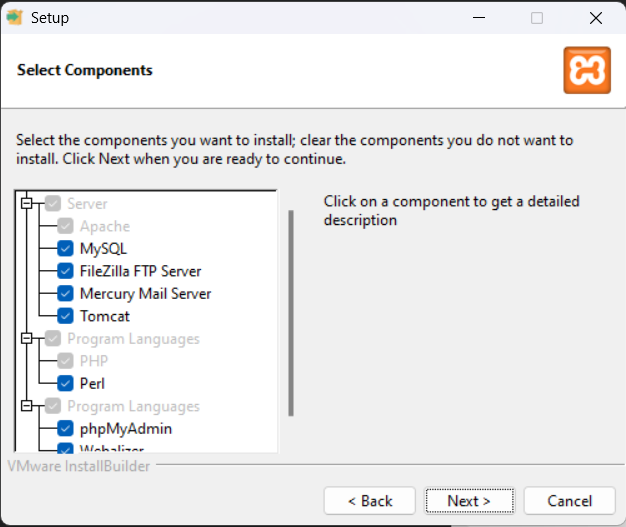 Setup
Select Components
Select the components you want to install; clear the components you do not want to
install. Click Next when you are ready to continue.
Server
Apache
MySQL
FileZilla FTP Server
Mercury Mail Server
Tomcat
Program Languages
PHP
Perl
Program Languages
phpMyAdmin
Webalizer
Click on a component to get a detailed
description
VMware InstallBuilder
< Back
Next >
Cancel